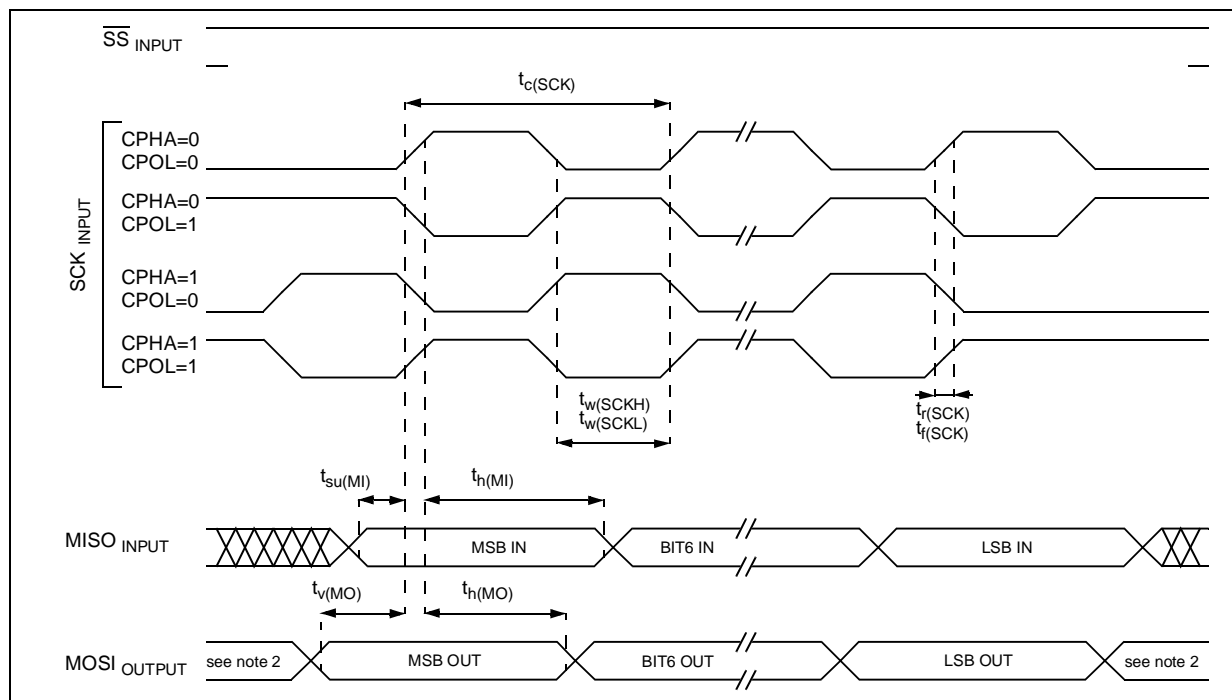 SS INPUT
tc(SCK)
SCK INPUT
CPHA=0
CPOL=0
CPHA=0
CPOL=1
CPHA=1
CPOL=0
CPHA=1
CPOL=1
tw(SCKH)
tw(SCKL)
tr(SCK)
tf(SCK)
tsu(MI)
th(MI)
MISO INPUT
MSB IN
BIT6 IN
LSB IN
tv(MO)
th(MO)
MOSI OUTPUT
see note 2
MSB OUT
BIT6 OUT
LSB OUT
see note 2